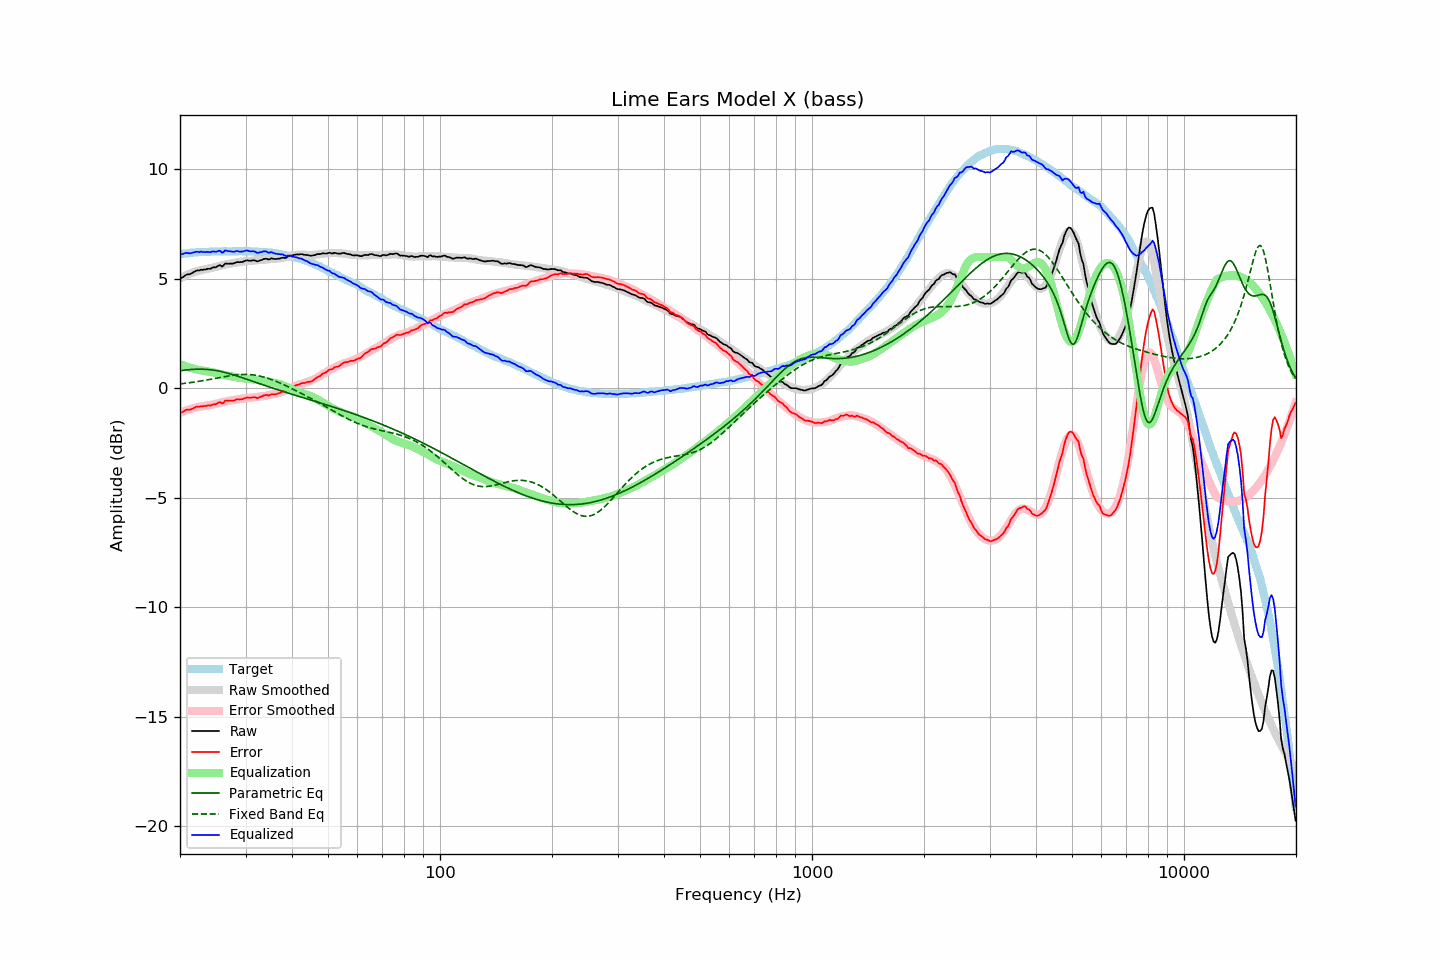 Lime Ears Model X (bass)
Amplitude (dBr)
10
5
0
−5
−10
−15
−20
Target
Raw Smoothed
Error Smoothed
Raw
Error
Equalization
Parametric Eq
Fixed Band Eq
Equalized
100
1000
10000
Frequency (Hz)